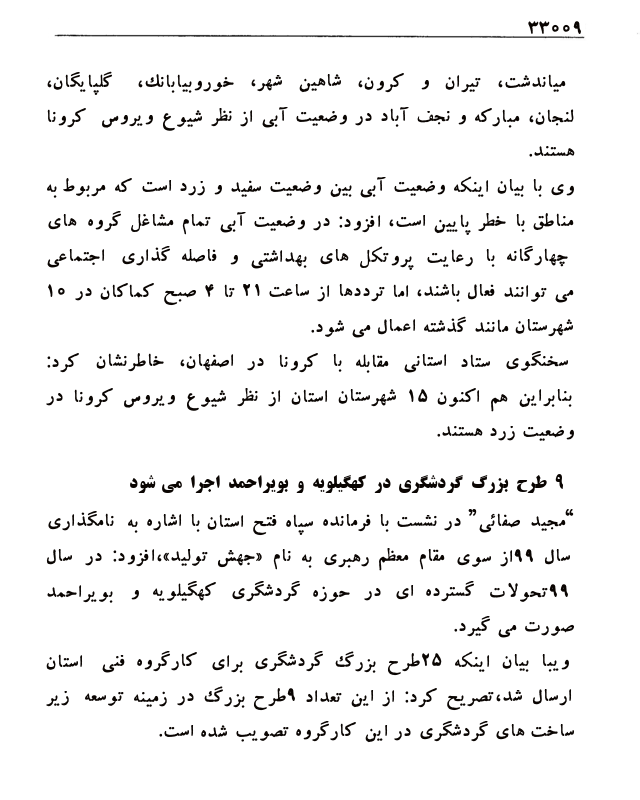 ۳۳۰۰۹
میاندشت، تیران و کرون، شاهین شهر، خوروبیابانك، گلپایگان،
لنجان، مبارکه و نجف آباد در وضعیت آبی از نظر شیوع ویروس کرونا
هستند.
وی با بیان اینکه وضعیت آبی بین وضعیت سفید و زرد است که مربوط به
مناطق با خطر پایین است، افزود: در وضعیت آبی تمام مشاغل گروه های
چهارگانه با رعایت پروتکل های بهداشتی و فاصله گذاری اجتماعی
می توانند فعال باشند، اما ترددها از ساعت ۲۱ تا ۴ صبح کماکان در ۱۰
شهرستان مانند گذشته اعمال می شود.
سخنگوی ستاد استانی مقابله با کرونا در اصفهان، خاطرنشان کرد:
بنابراین هم اکنون ۱۵ شهرستان استان از نظر شیوع ویروس کرونا در
وضعیت زرد هستند.
۹ طرح بزرگ گردشگری در کهگیلویه و بویراحمد اجرا می شود
“مجید صفائی” در نشست با فرمانده سپاه فتح استان با اشاره به نامگذاری
سال ۹۹از سوی مقام معظم رهبری به نام «جهش تولید»،افزود: در سال
۹۹تحولات گسترده ای در حوزه گردشگری کهگیلویه و بویراحمد
صورت می گیرد.
ویبا بیان اینکه ۲۵طرح بزرگ گردشگری برای کارگروه فنی استان
ارسال شد،تصریح کرد: از این تعداد ۹طرح بزرگ در زمینه توسعه زیر
ساخت های گردشگری در این کارگروه تصویب شده است.